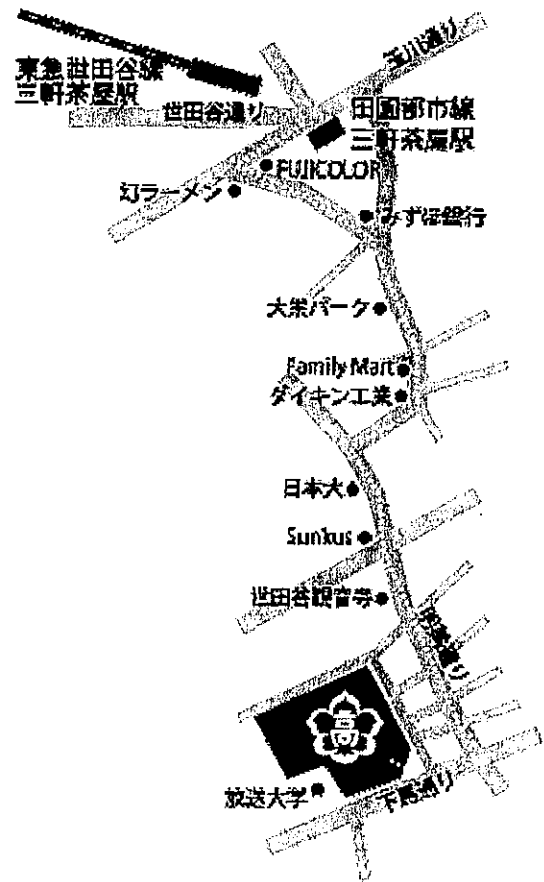 玉川通り
東急世田谷線
三軒茶屋駅
世田谷通り
田園都市線
三軒茶屋駅
FUJICOLOR
幻ラーメン
みずほ銀行
大栄パーク
Family Mart
ダイキン工業
日本大
Sunkus
世田谷観音寺
放送大学
下馬通り